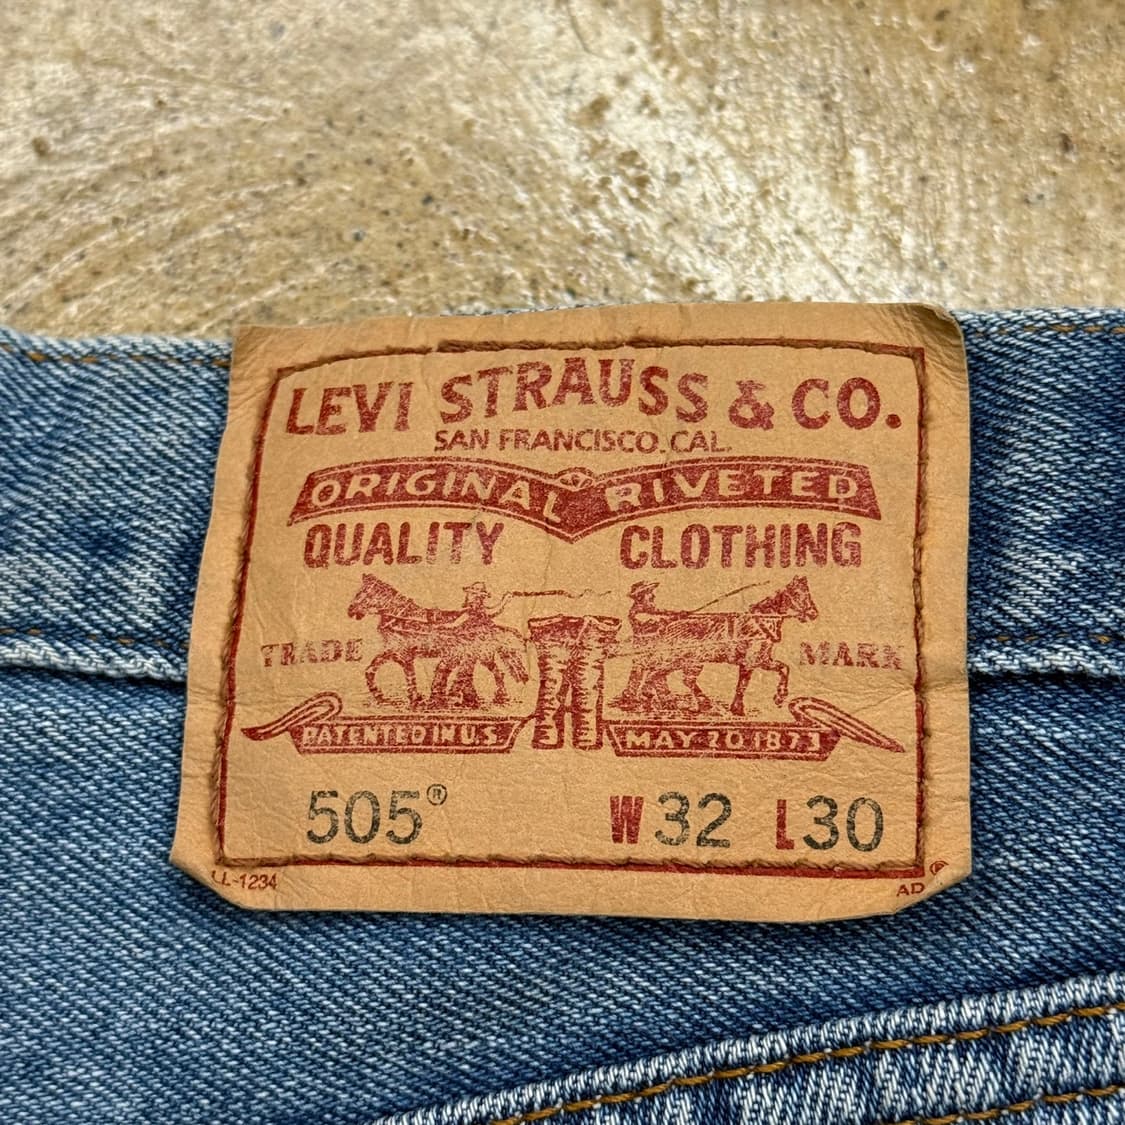 LEVI STRAUSS & CO.
SAN FRANCISCO. CAL.
ORIGINAL RIVETED
QUALITY CLOTHING
TRADE MARK
PATENTED IN U.S. MAY 20 1873
505® W32 L30
LL-1234 AD ®